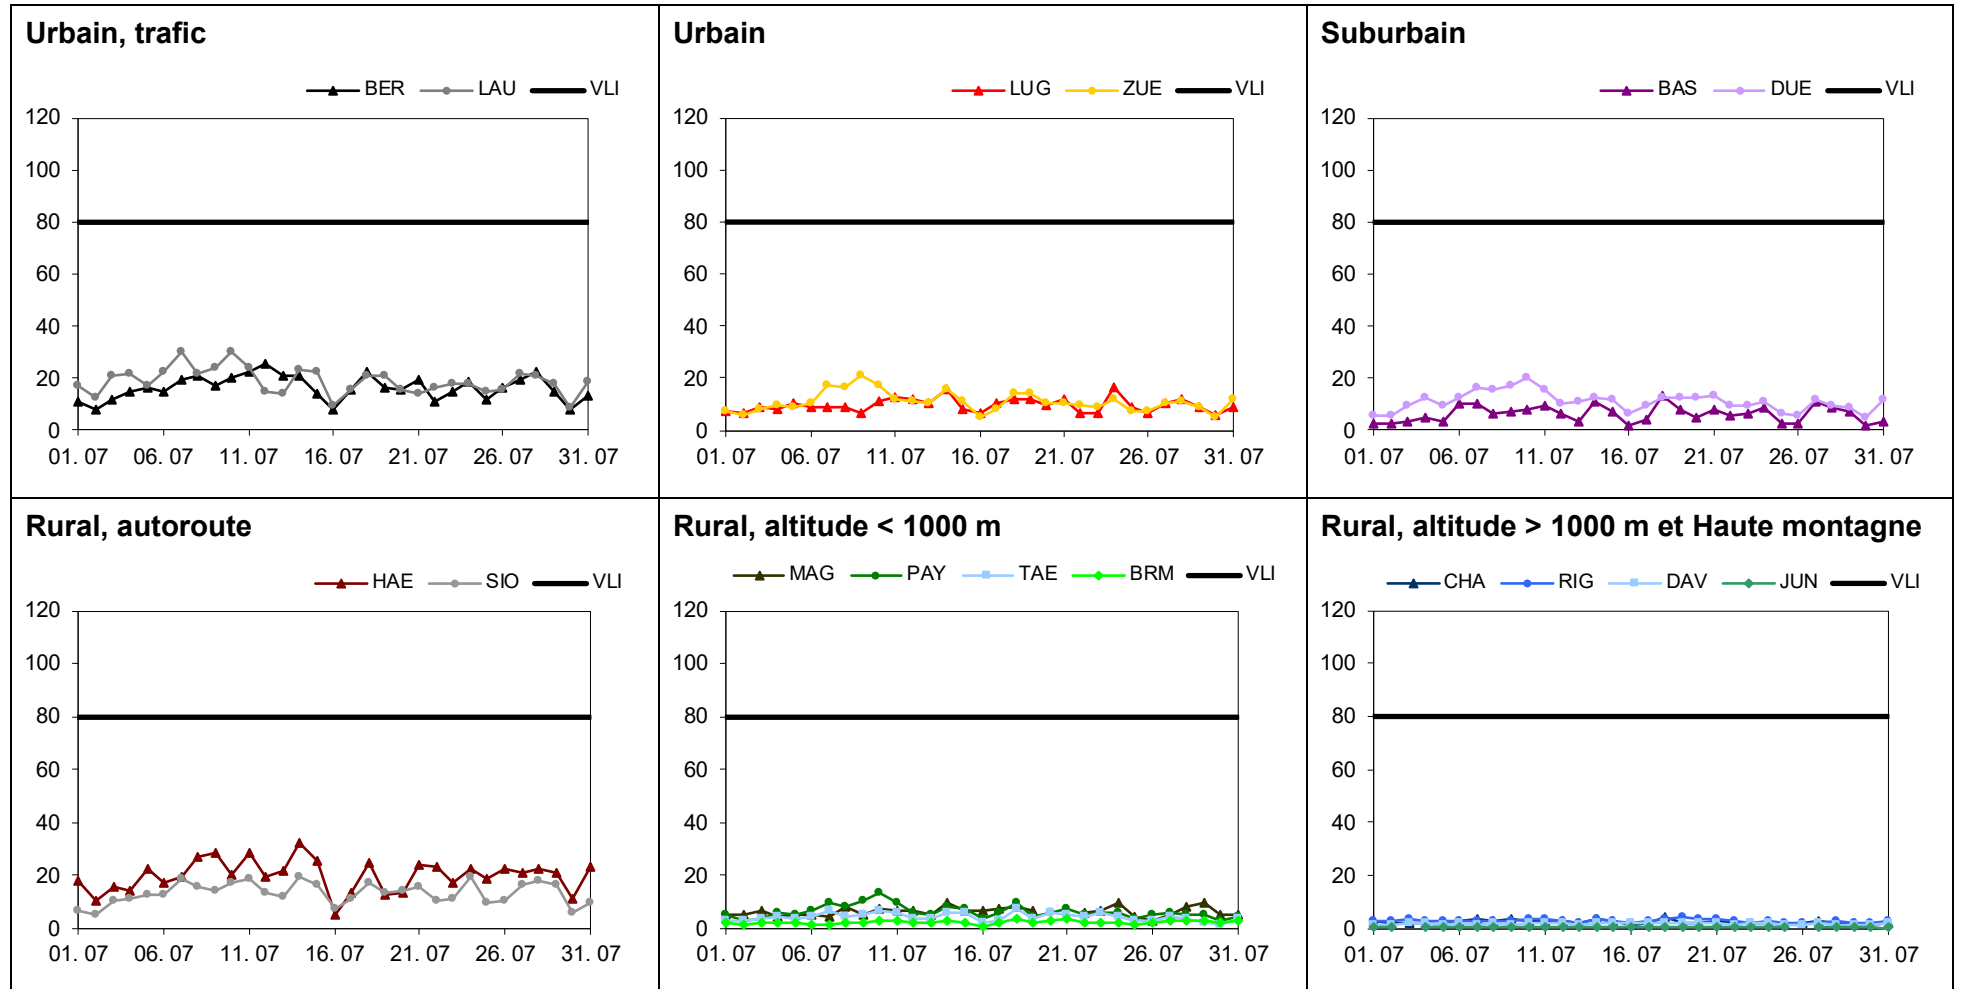 Urbain, trafic
BER LAU VLI
120
100
80
60
40
20
0
01. 07 06. 07 11. 07 16. 07 21. 07 26. 07 31. 07
Urbain
LUG ZUE VLI
120
100
80
60
40
20
0
01. 07 06. 07 11. 07 16. 07 21. 07 26. 07 31. 07
Suburbain
BAS DUE VLI
120
100
80
60
40
20
0
01. 07 06. 07 11. 07 16. 07 21. 07 26. 07 31. 07
Rural, autoroute
HAE SIO VLI
120
100
80
60
40
20
0
01. 07 06. 07 11. 07 16. 07 21. 07 26. 07 31. 07
Rural, altitude < 1000 m
MAG PAY TAE BRM VLI
120
100
80
60
40
20
0
01. 07 06. 07 11. 07 16. 07 21. 07 26. 07 31. 07
Rural, altitude > 1000 m et Haute montagne
CHA RIG DAV JUN VLI
120
100
80
60
40
20
0
01. 07 06. 07 11. 07 16. 07 21. 07 26. 07 31. 07